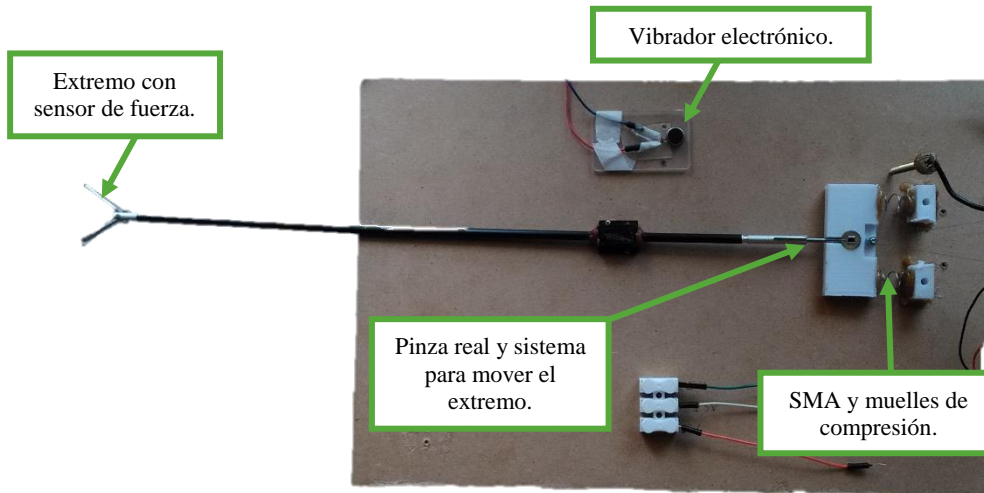 Vibrador electrónico.
Extremo con
sensor de fuerza.
Pinza real y sistema
para mover el
extremo.
SMA y muelles de
compresión.